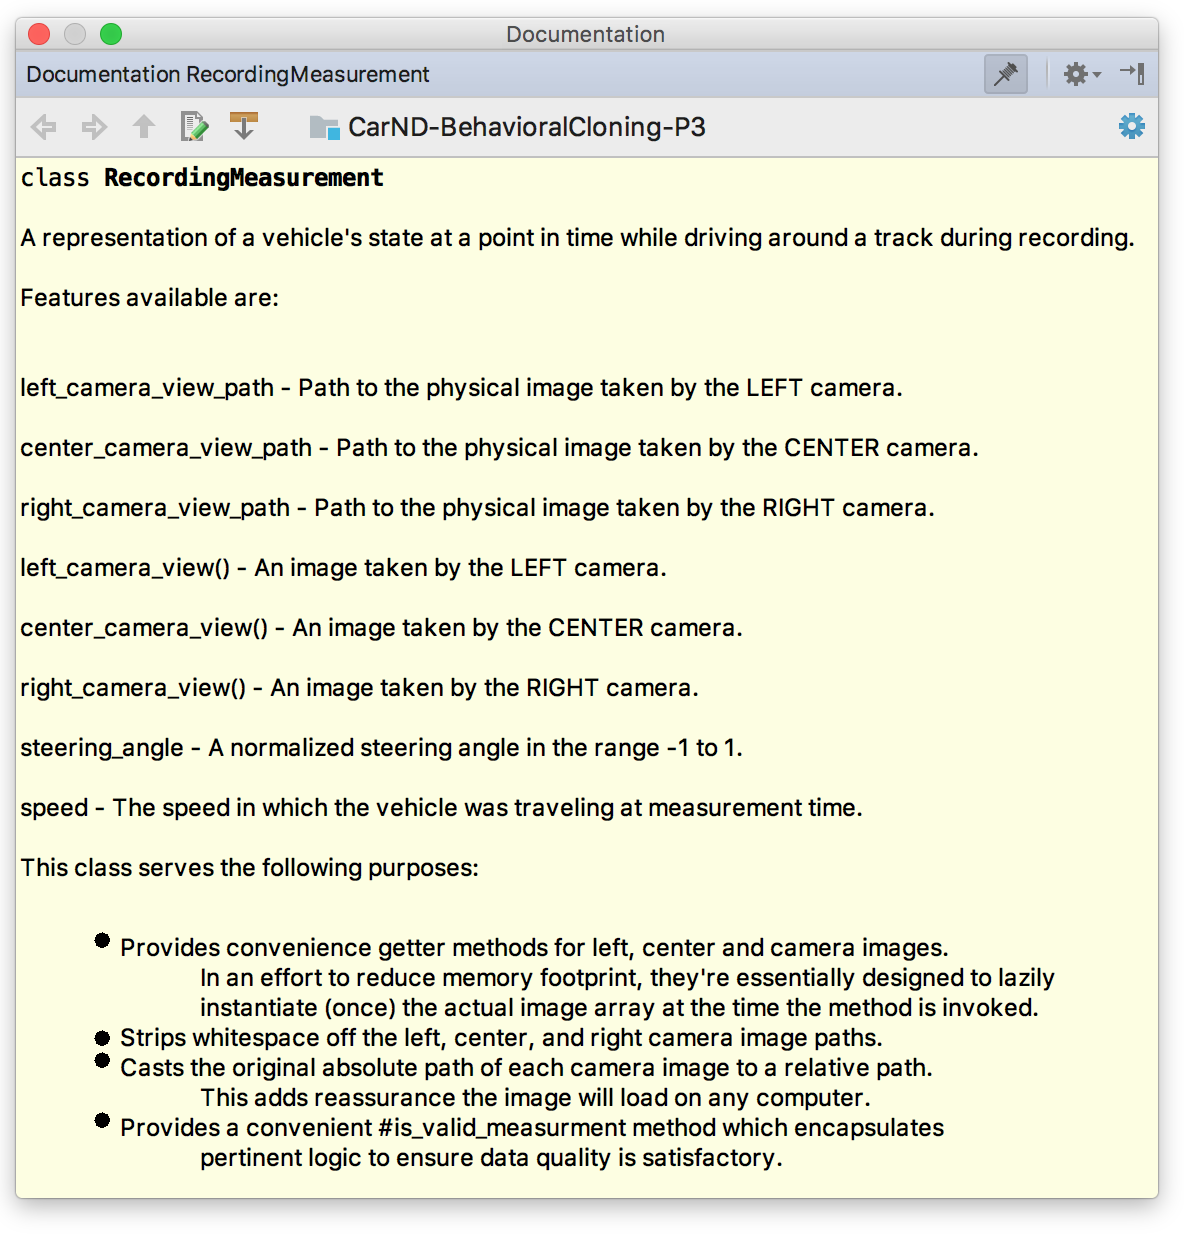 Documentation
Documentation RecordingMeasurement
CarND-BehavioralCloning-P3
class RecordingMeasurement
A representation of a vehicle's state at a point in time while driving around a track during recording.
Features available are:
left_camera_view_path - Path to the physical image taken by the LEFT camera.
center_camera_view_path - Path to the physical image taken by the CENTER camera.
right_camera_view_path - Path to the physical image taken by the RIGHT camera.
left_camera_view() - An image taken by the LEFT camera.
center_camera_view() - An image taken by the CENTER camera.
right_camera_view() - An image taken by the RIGHT camera.
steering_angle - A normalized steering angle in the range -1 to 1.
speed - The speed in which the vehicle was traveling at measurement time.
This class serves the following purposes:
● Provides convenience getter methods for left, center and camera images.
In an effort to reduce memory footprint, they're essentially designed to lazily
instantiate (once) the actual image array at the time the method is invoked.
● Strips whitespace off the left, center, and right camera image paths.
● Casts the original absolute path of each camera image to a relative path.
This adds reassurance the image will load on any computer.
● Provides a convenient #is_valid_measurment method which encapsulates
pertinent logic to ensure data quality is satisfactory.